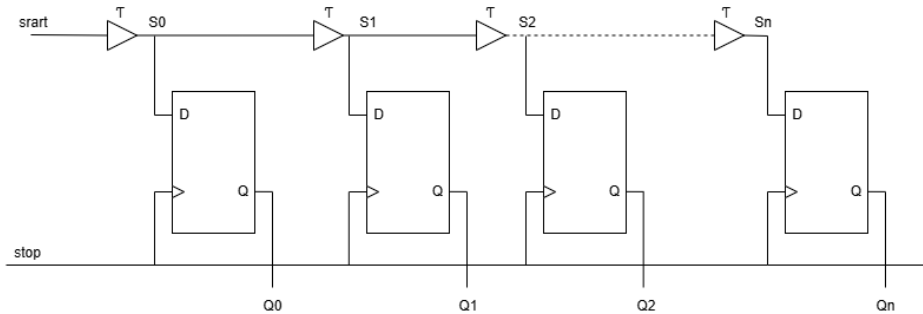 τ τ τ τ
srart S0 S1 S2 Sn
D D D D
Q Q Q Q
stop
Q0 Q1 Q2 Qn